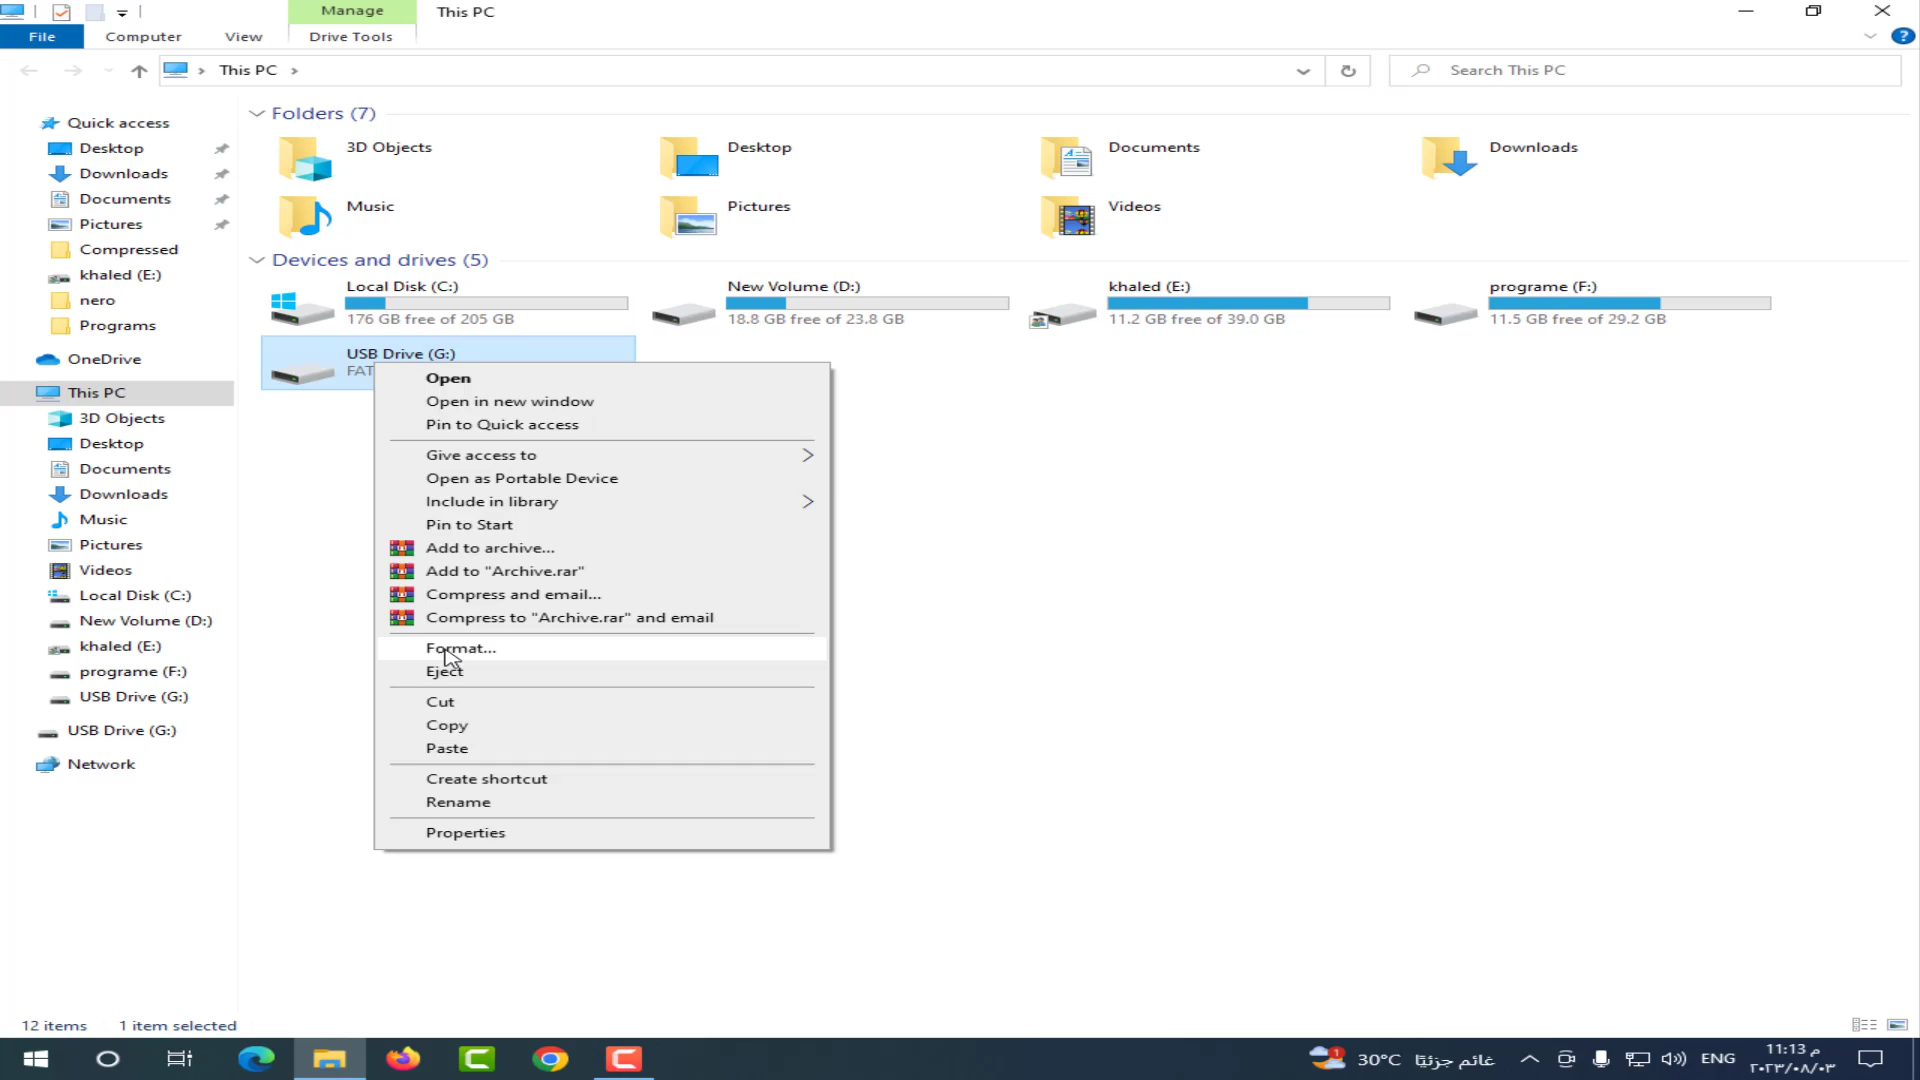 Manage
This PC
File
Computer
View
Drive Tools
This PC
Search This PC
Quick access
Desktop
Downloads
Documents
Pictures
Compressed
khaled (E:)
nero
Programs
OneDrive
This PC
3D Objects
Desktop
Documents
Downloads
Music
Pictures
Videos
Local Disk (C:)
New Volume (D:)
khaled (E:)
programe (F:)
USB Drive (G:)
USB Drive (G:)
Network
Folders (7)
3D Objects
Desktop
Documents
Downloads
Music
Pictures
Videos
Devices and drives (5)
Local Disk (C:)
176 GB free of 205 GB
New Volume (D:)
18.8 GB free of 23.8 GB
khaled (E:)
11.2 GB free of 39.0 GB
programe (F:)
11.5 GB free of 29.2 GB
USB Drive (G:)
FAT
Open
Open in new window
Pin to Quick access
Give access to
Open as Portable Device
Include in library
Pin to Start
Add to archive...
Add to "Archive.rar"
Compress and email...
Compress to "Archive.rar" and email
Format...
Eject
Cut
Copy
Paste
Create shortcut
Rename
Properties
12 items
1 item selected
1
30°C
غائم جزئيًا
ENG
11:13 م
٢٠٢٣/٠٨/٠٣